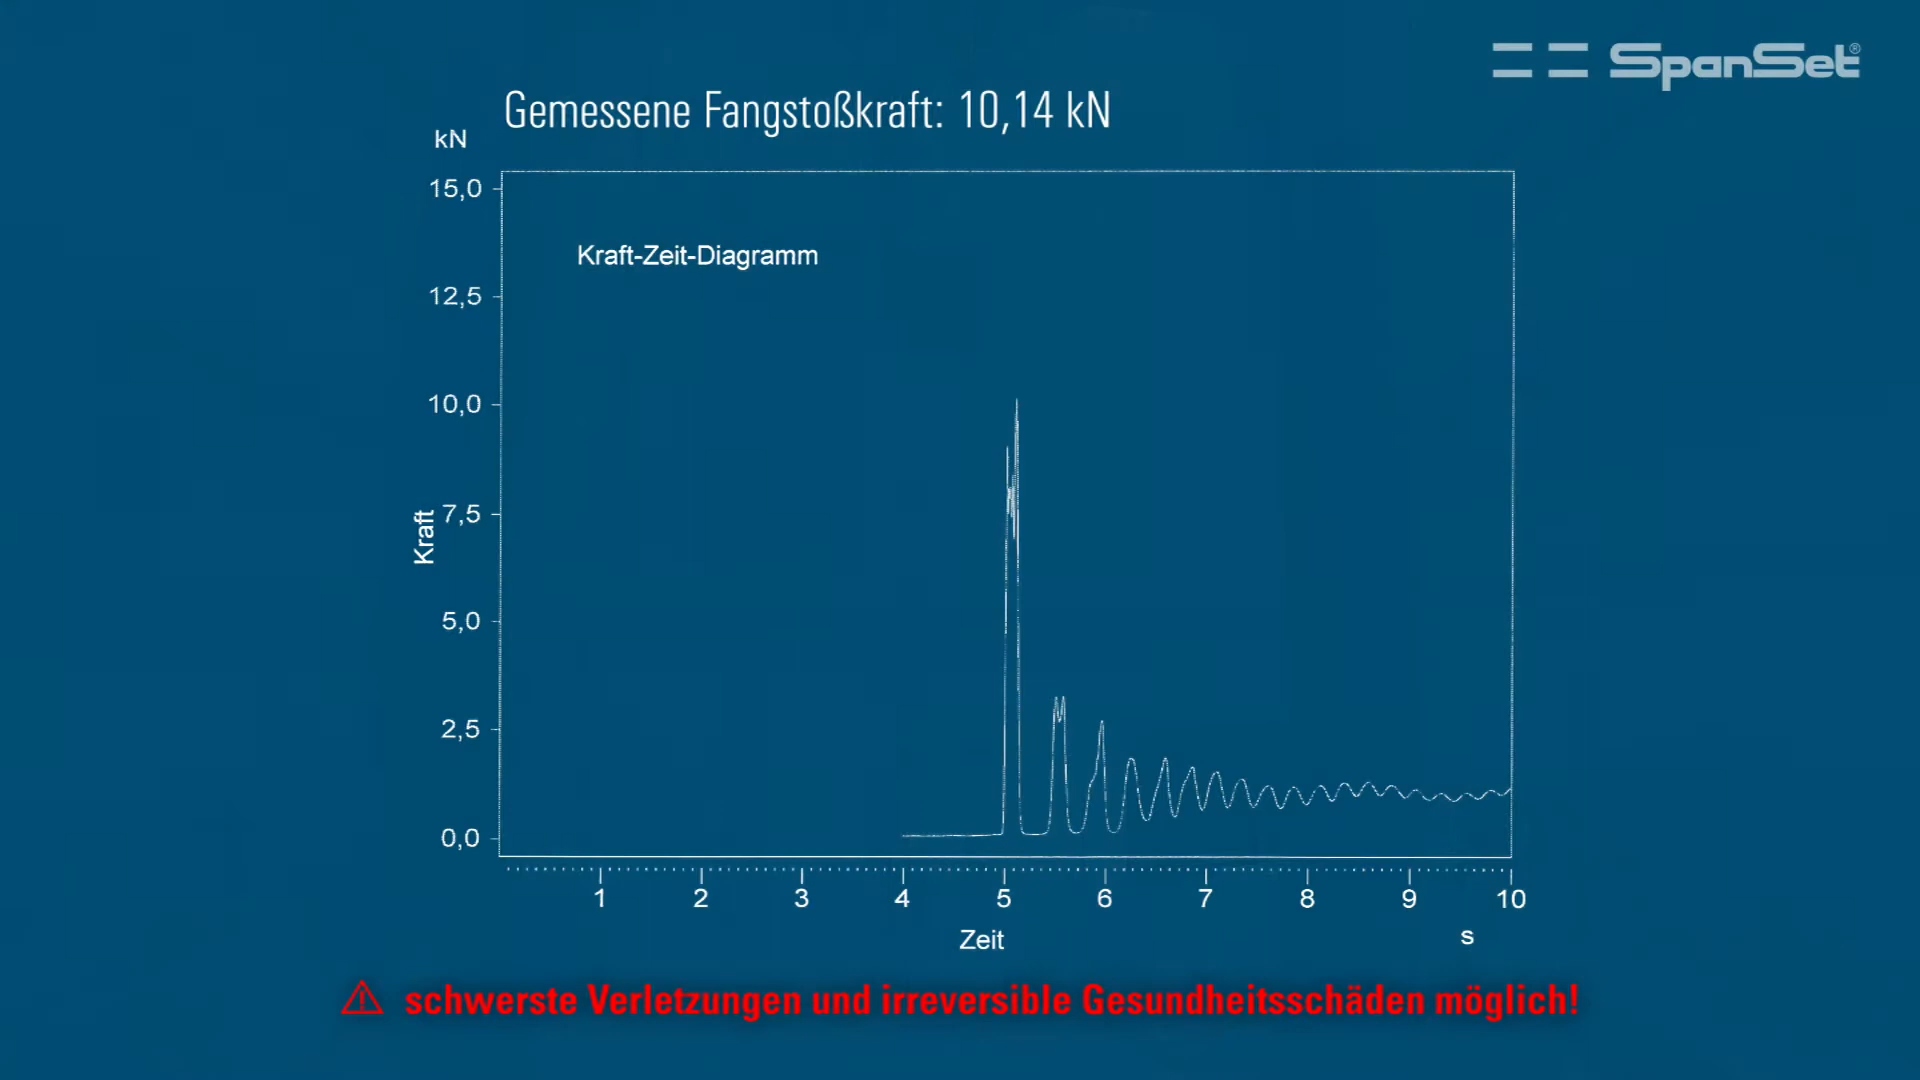 SpanSet®
Gemessene Fangstoßkraft: 10,14 kN
kN
15,0
Kraft-Zeit-Diagramm
12,5
10,0
Kraft
7,5
5,0
2,5
0,0
1 2 3 4 5 6 7 8 9 10
Zeit
s
schwerste Verletzungen und irreversible Gesundheitsschäden möglich!